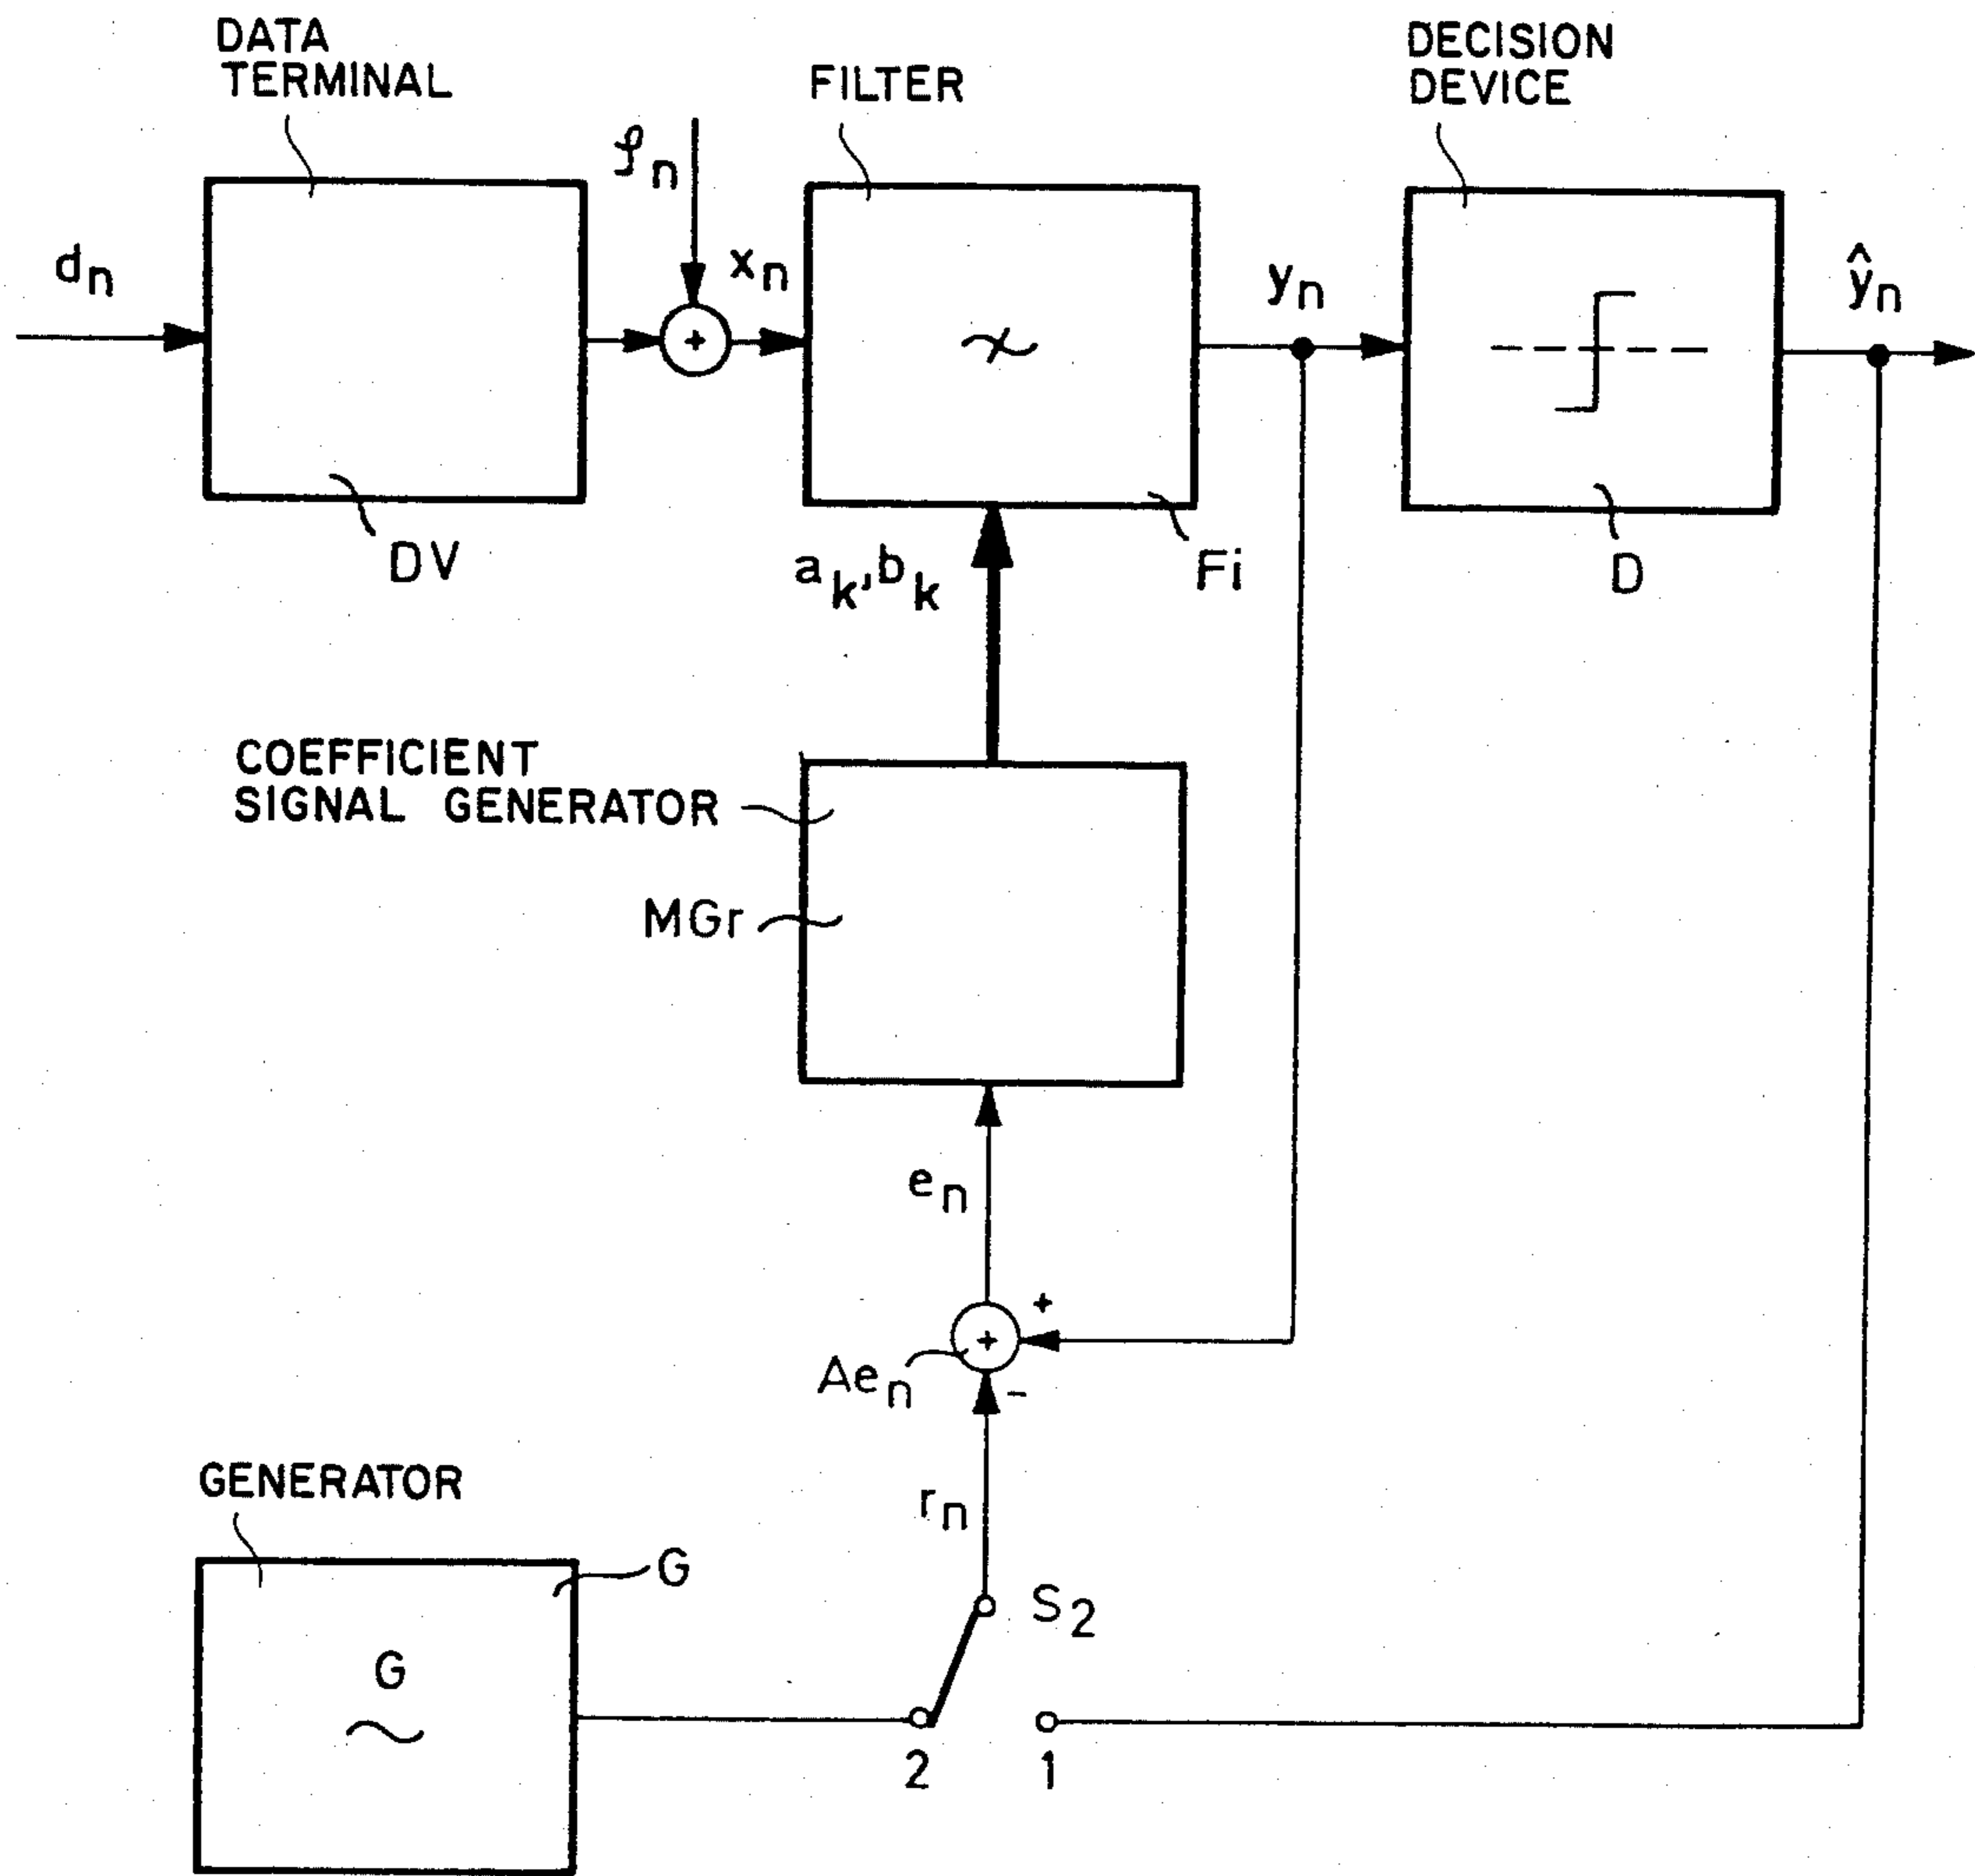 DATA
TERMINAL
FILTER
DECISION
DEVICE
φn
dn
xn
yn
ŷn
+
DV
ak,bk
Fi
D
COEFFICIENT
SIGNAL GENERATOR
MGr
en
+
+
Aen
-
GENERATOR
rn
G
S2
G
2
1